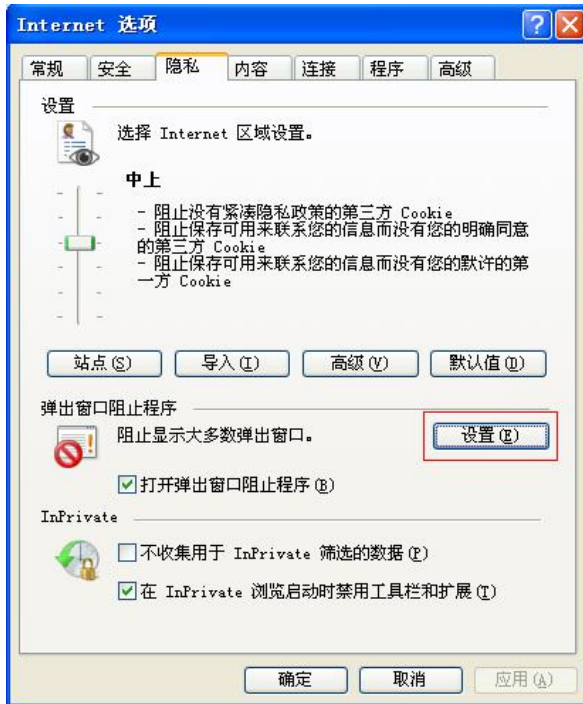 Internet 选项
常规 安全 隐私 内容 连接 程序 高级
设置
选择 Internet 区域设置。
中上
- 阻止没有紧凑隐私政策的第三方 Cookie
- 阻止保存可用来联系您的信息而没有您的明确同意
的第三方 Cookie
- 阻止保存可用来联系您的信息而没有您的默许的第
一方 Cookie
站点(S) 导入(I) 高级(V) 默认值(D)
弹出窗口阻止程序
阻止显示大多数弹出窗口。 设置(E)
打开弹出窗口阻止程序(B)
InPrivate
不收集用于 InPrivate 筛选的数据(P)
在 InPrivate 浏览启动时禁用工具栏和扩展(T)
确定 取消 应用(A)